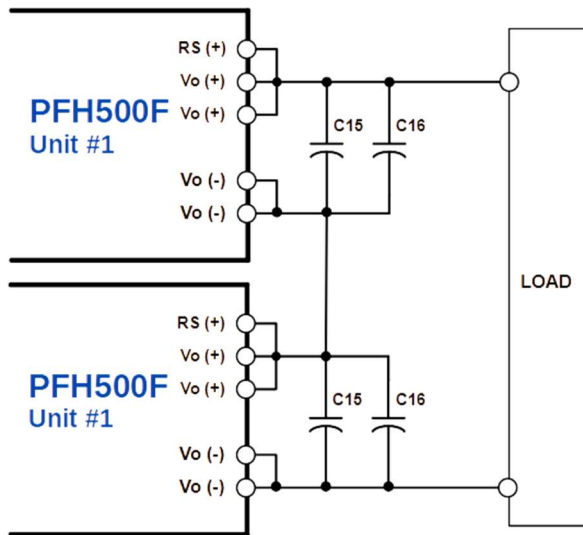 RS (+)
Vo (+)
Vo (+)
PFH500F
Unit #1
C15
C16
Vo (-)
Vo (-)
LOAD
RS (+)
Vo (+)
Vo (+)
PFH500F
Unit #1
C15
C16
Vo (-)
Vo (-)